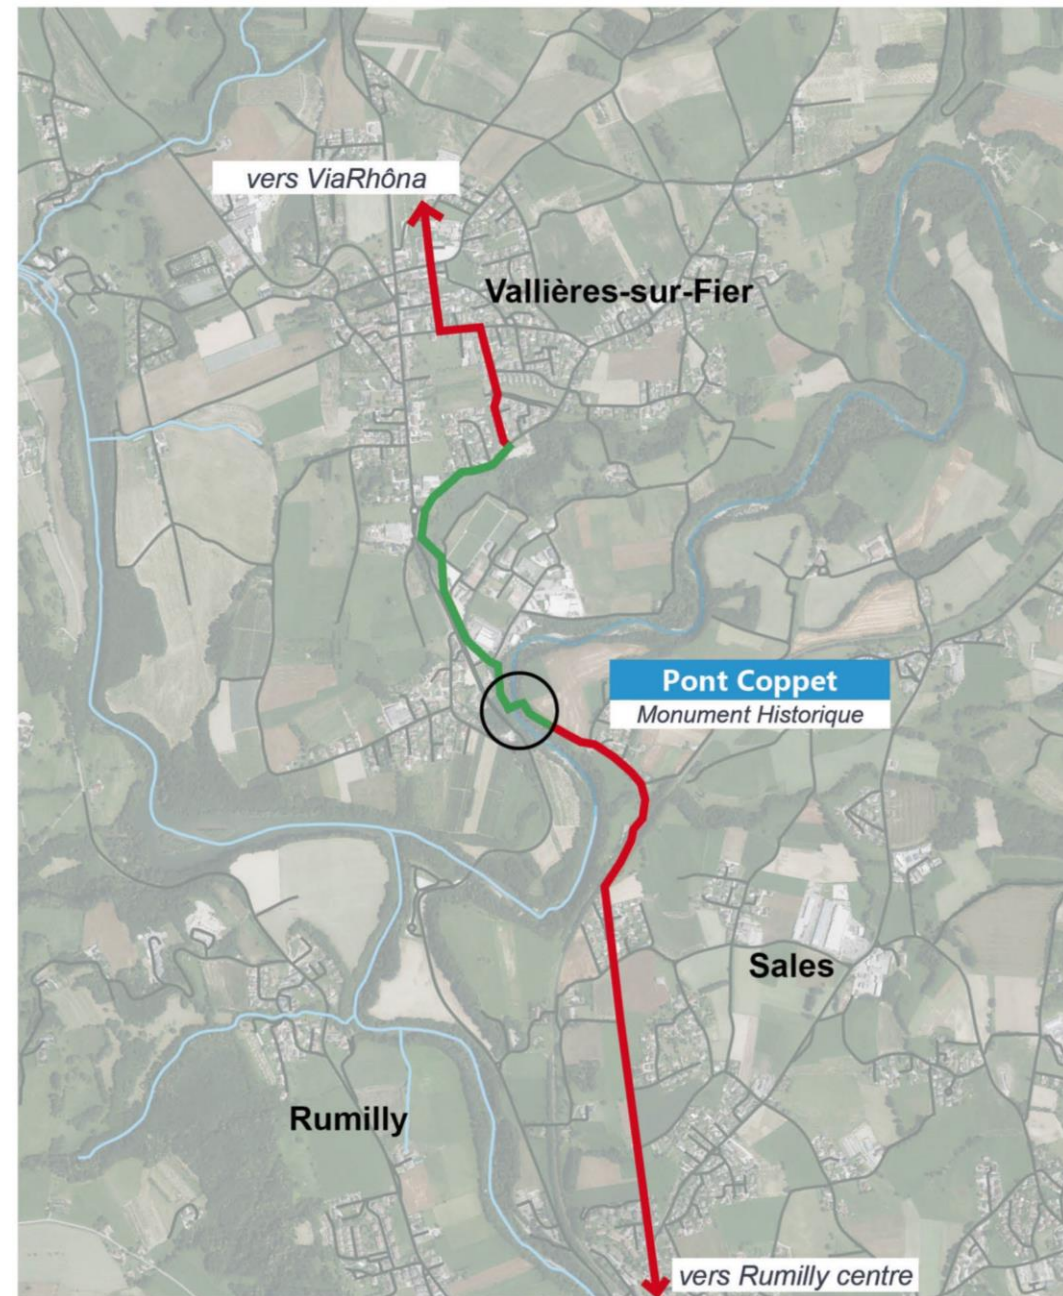 vers ViaRhôna
Vallières-sur-Fier
Pont Coppet
Monument Historique
Sales
Rumilly
vers Rumilly centre